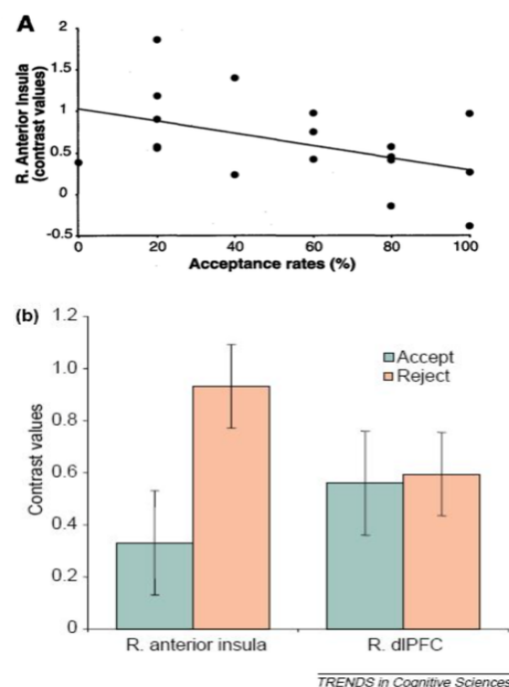 A
R. Anterior Insula
(contrast values)
2
1.5
1
0.5
0
-0.5
0
20
40
60
80
100
Acceptance rates (%)
(b)
Contrast values
1.2
1.0
0.8
0.6
0.4
0.2
0
Accept
Reject
R. anterior insula
R. dlPFC
TRENDS in Cognitive Sciences